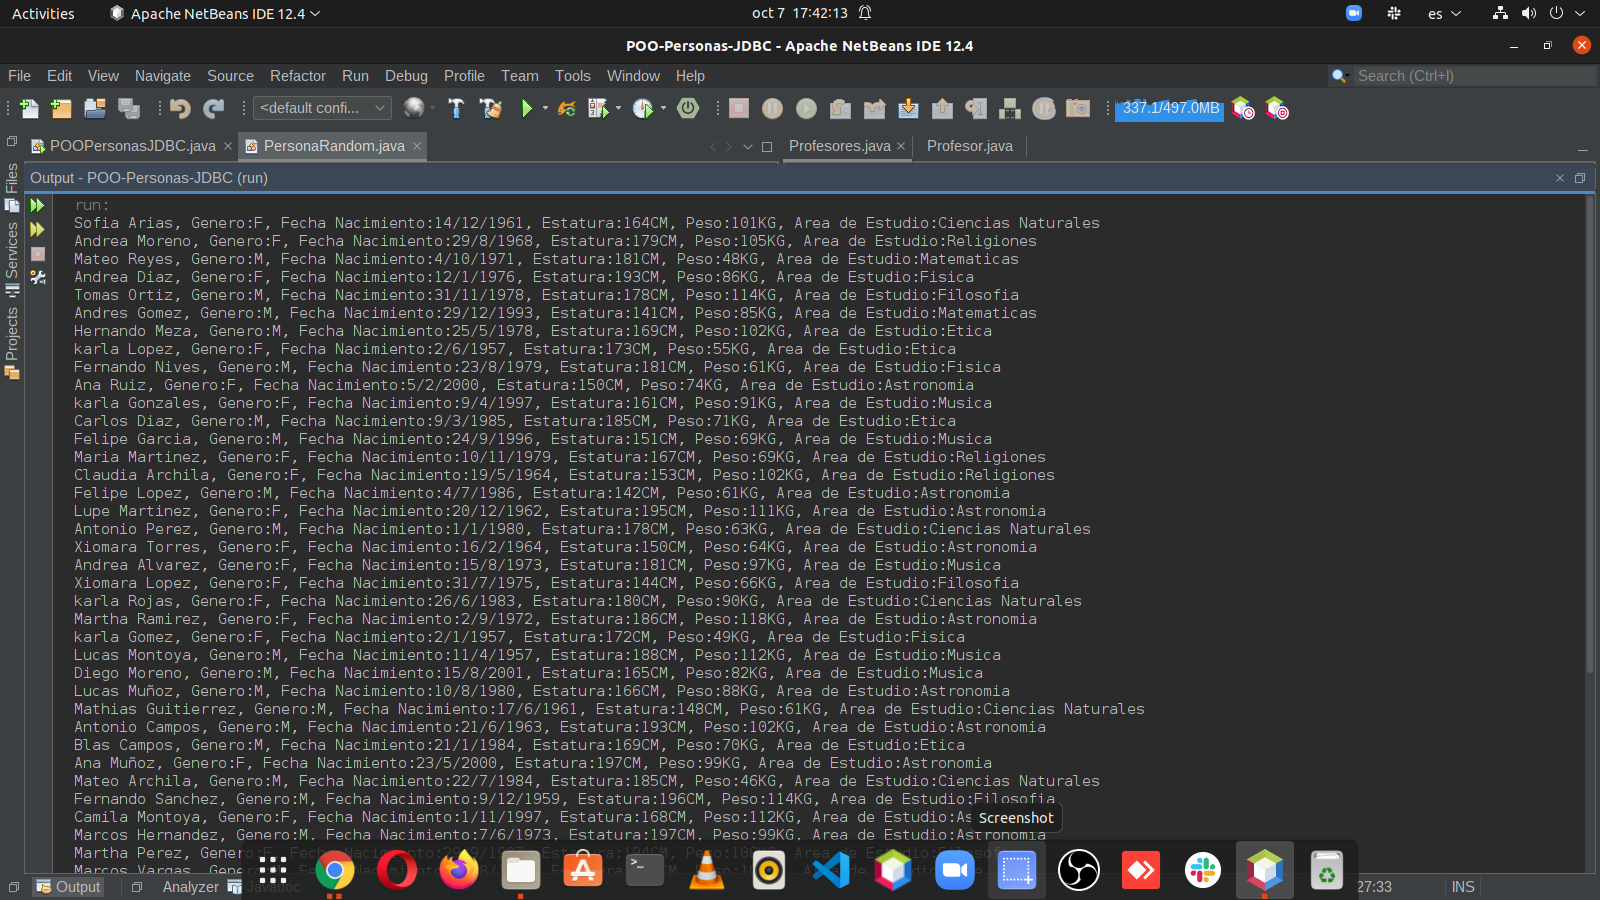 Activities Apache NetBeans IDE 12.4 oct 7 17:42:13 es
POO-Personas-JDBC - Apache NetBeans IDE 12.4
File Edit View Navigate Source Refactor Run Debug Profile Team Tools Window Help Search (Ctrl+I)
<default confi... 337.1/497.0MB
POOPersonasJDBC.java PersonaRandom.java Profesores.java Profesor.java
Output - POO-Personas-JDBC (run)
Files
Services
Projects
run:
Sofia Arias, Genero:F, Fecha Nacimiento:14/12/1961, Estatura:164CM, Peso:101KG, Area de Estudio:Ciencias Naturales
Andrea Moreno, Genero:F, Fecha Nacimiento:29/8/1968, Estatura:179CM, Peso:105KG, Area de Estudio:Religiones
Mateo Reyes, Genero:M, Fecha Nacimiento:4/10/1971, Estatura:181CM, Peso:48KG, Area de Estudio:Matematicas
Andrea Diaz, Genero:F, Fecha Nacimiento:12/1/1976, Estatura:193CM, Peso:86KG, Area de Estudio:Fisica
Tomas Ortiz, Genero:M, Fecha Nacimiento:31/11/1978, Estatura:178CM, Peso:114KG, Area de Estudio:Filosofia
Andres Gomez, Genero:M, Fecha Nacimiento:29/12/1993, Estatura:141CM, Peso:85KG, Area de Estudio:Matematicas
Hernando Meza, Genero:M, Fecha Nacimiento:25/5/1978, Estatura:169CM, Peso:102KG, Area de Estudio:Etica
karla Lopez, Genero:F, Fecha Nacimiento:2/6/1957, Estatura:173CM, Peso:55KG, Area de Estudio:Etica
Fernando Nives, Genero:M, Fecha Nacimiento:23/8/1979, Estatura:181CM, Peso:61KG, Area de Estudio:Fisica
Ana Ruiz, Genero:F, Fecha Nacimiento:5/2/2000, Estatura:150CM, Peso:74KG, Area de Estudio:Astronomia
karla Gonzales, Genero:F, Fecha Nacimiento:9/4/1997, Estatura:161CM, Peso:91KG, Area de Estudio:Musica
Carlos Diaz, Genero:M, Fecha Nacimiento:9/3/1985, Estatura:185CM, Peso:71KG, Area de Estudio:Etica
Felipe Garcia, Genero:M, Fecha Nacimiento:24/9/1996, Estatura:151CM, Peso:69KG, Area de Estudio:Musica
Maria Martinez, Genero:F, Fecha Nacimiento:10/11/1979, Estatura:167CM, Peso:69KG, Area de Estudio:Religiones
Claudia Archila, Genero:F, Fecha Nacimiento:19/5/1964, Estatura:153CM, Peso:102KG, Area de Estudio:Religiones
Felipe Lopez, Genero:M, Fecha Nacimiento:4/7/1986, Estatura:142CM, Peso:61KG, Area de Estudio:Astronomia
Lupe Martinez, Genero:F, Fecha Nacimiento:20/12/1962, Estatura:195CM, Peso:111KG, Area de Estudio:Astronomia
Antonio Perez, Genero:M, Fecha Nacimiento:1/1/1980, Estatura:178CM, Peso:63KG, Area de Estudio:Ciencias Naturales
Xiomara Torres, Genero:F, Fecha Nacimiento:16/2/1964, Estatura:150CM, Peso:64KG, Area de Estudio:Astronomia
Andrea Alvarez, Genero:F, Fecha Nacimiento:15/8/1973, Estatura:181CM, Peso:97KG, Area de Estudio:Musica
Xiomara Lopez, Genero:F, Fecha Nacimiento:31/7/1975, Estatura:144CM, Peso:66KG, Area de Estudio:Filosofia
karla Rojas, Genero:F, Fecha Nacimiento:26/6/1983, Estatura:180CM, Peso:90KG, Area de Estudio:Ciencias Naturales
Martha Ramirez, Genero:F, Fecha Nacimiento:2/9/1972, Estatura:186CM, Peso:118KG, Area de Estudio:Astronomia
karla Gomez, Genero:F, Fecha Nacimiento:2/1/1957, Estatura:172CM, Peso:49KG, Area de Estudio:Fisica
Lucas Montoya, Genero:M, Fecha Nacimiento:11/4/1957, Estatura:188CM, Peso:112KG, Area de Estudio:Musica
Diego Moreno, Genero:M, Fecha Nacimiento:15/8/2001, Estatura:165CM, Peso:82KG, Area de Estudio:Musica
Lucas Muñoz, Genero:M, Fecha Nacimiento:10/8/1980, Estatura:166CM, Peso:88KG, Area de Estudio:Astronomia
Mathias Guitierrez, Genero:M, Fecha Nacimiento:17/6/1961, Estatura:148CM, Peso:61KG, Area de Estudio:Ciencias Naturales
Antonio Campos, Genero:M, Fecha Nacimiento:21/6/1963, Estatura:193CM, Peso:102KG, Area de Estudio:Astronomia
Blas Campos, Genero:M, Fecha Nacimiento:21/1/1984, Estatura:169CM, Peso:70KG, Area de Estudio:Etica
Ana Muñoz, Genero:F, Fecha Nacimiento:23/5/2000, Estatura:197CM, Peso:99KG, Area de Estudio:Astronomia
Mateo Archila, Genero:M, Fecha Nacimiento:22/7/1984, Estatura:185CM, Peso:46KG, Area de Estudio:Ciencias Naturales
Fernando Sanchez, Genero:M, Fecha Nacimiento:9/12/1959, Estatura:196CM, Peso:114KG, Area de Estudio:Filosofia
Camila Montoya, Genero:F, Fecha Nacimiento:1/11/1997, Estatura:168CM, Peso:112KG, Area de Estudio:As
Screenshot
Marcos Hernandez, Genero:M, Fecha Nacimiento:7/6/1973, Estatura:197CM, Peso:99KG, Area de Estudio:Astronomia
Martha Perez, Gener
Marcos Vargas, Gene
Output Analyzer Javadoc 27:33 INS